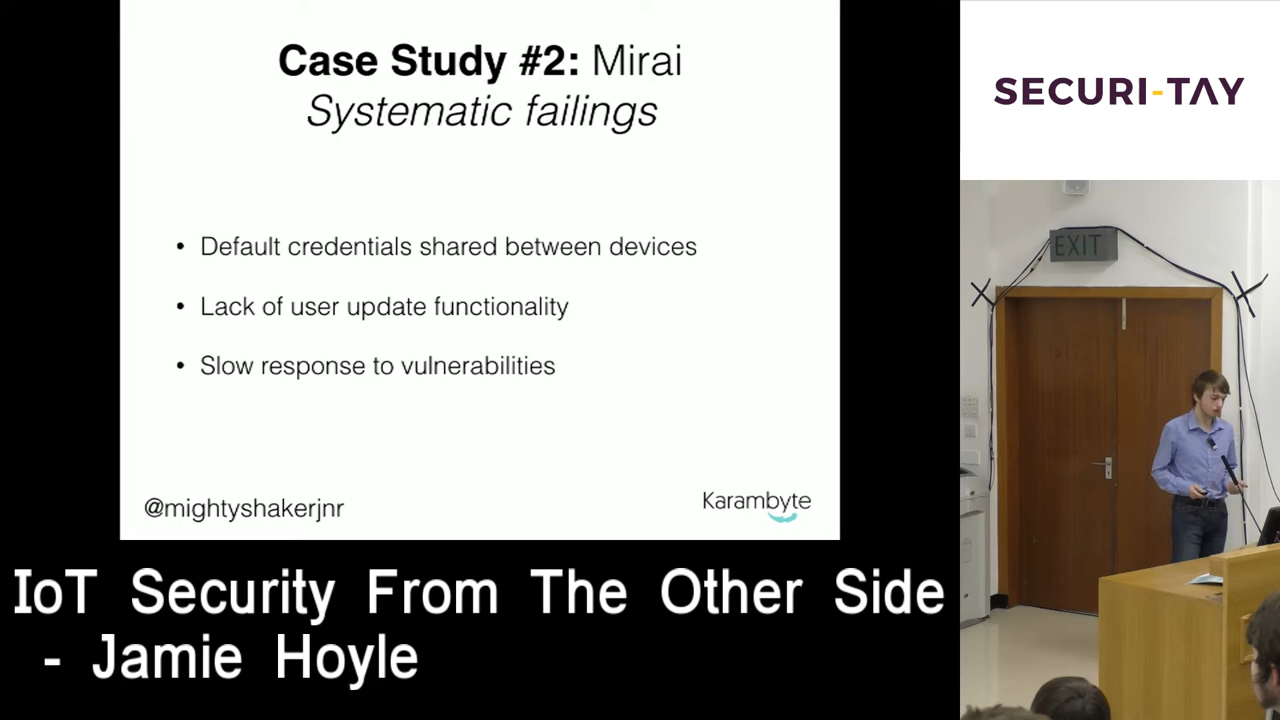 Case Study #2: Mirai
Systematic failings
• Default credentials shared between devices
• Lack of user update functionality
• Slow response to vulnerabilities
@mightyshakerjnr
Karambyte
SECURI-TAY
EXIT
IoT Security From The Other Side
- Jamie Hoyle